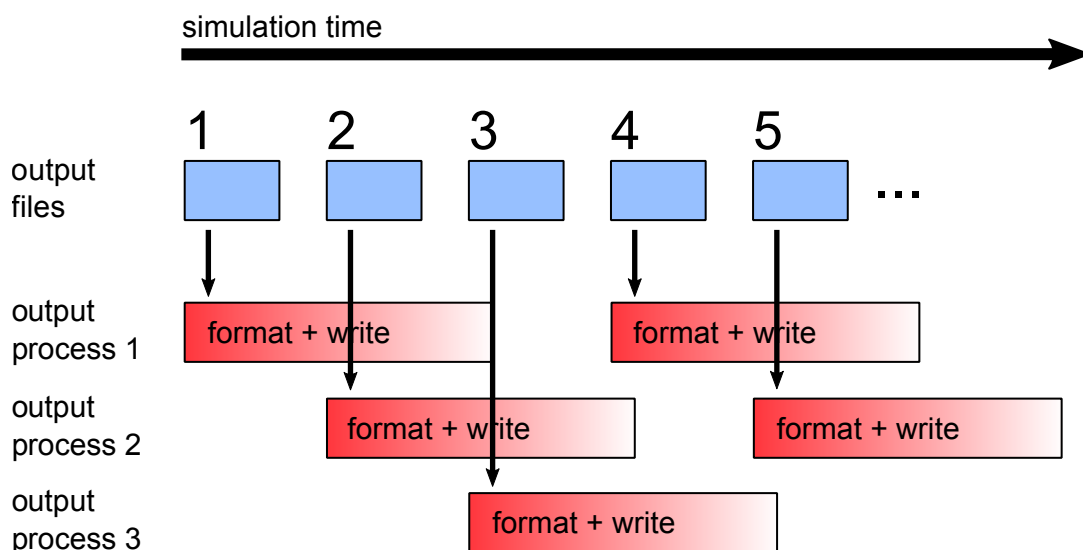 simulation time
1 2 3 4 5
output
files
...
output
process 1
format + write
format + write
output
process 2
format + write
format + write
output
process 3
format + write